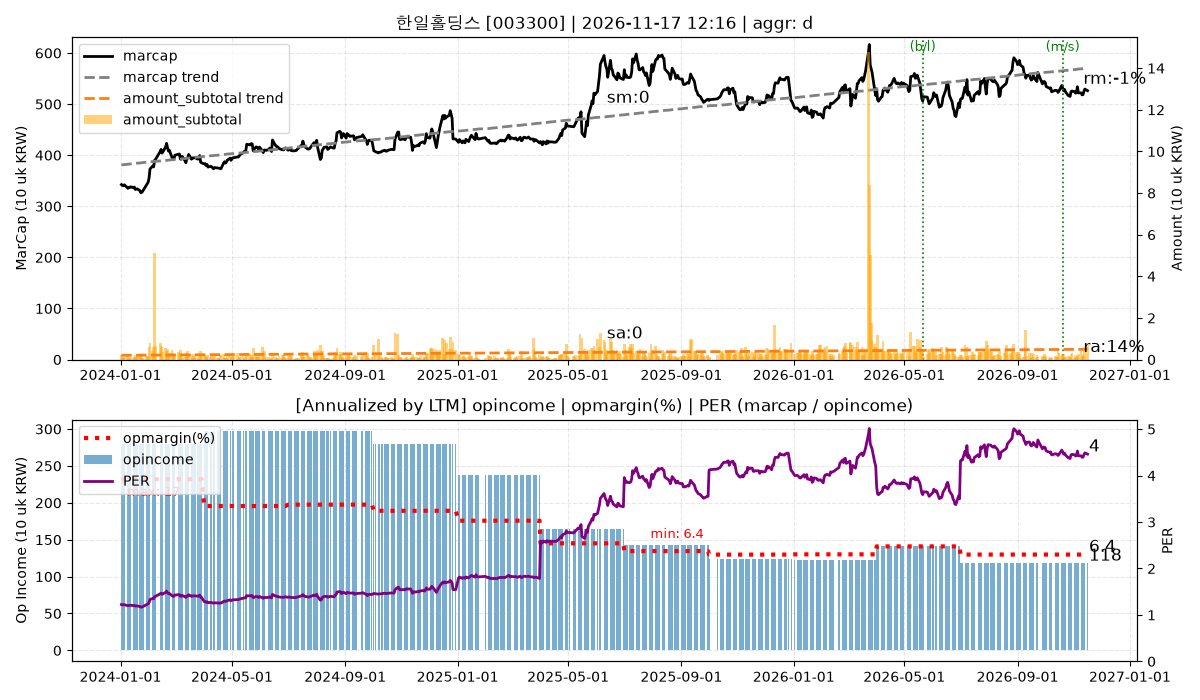 한일홀딩스 [003300] | 2026-11-17 12:16 | aggr: d
marcap
marcap trend
amount_subtotal trend
amount_subtotal
(b/l)
(m/s)
rm:-1%
sm:0
sa:0
ra:14%
MarCap (10 uk KRW)
600
500
400
300
200
100
0
Amount (10 uk KRW)
14
12
10
8
6
4
2
0
2024-01-01 2024-05-01 2024-09-01 2025-01-01 2025-05-01 2025-09-01 2026-01-01 2026-05-01 2026-09-01 2027-01-01
[Annualized by LTM] opincome | opmargin(%) | PER (marcap / opincome)
opmargin(%)
opincome
PER
min: 6.4
4
6.4
118
Op Income (10 uk KRW)
300
250
200
150
100
50
0
PER
5
4
3
2
1
0
2024-01-01 2024-05-01 2024-09-01 2025-01-01 2025-05-01 2025-09-01 2026-01-01 2026-05-01 2026-09-01 2027-01-01